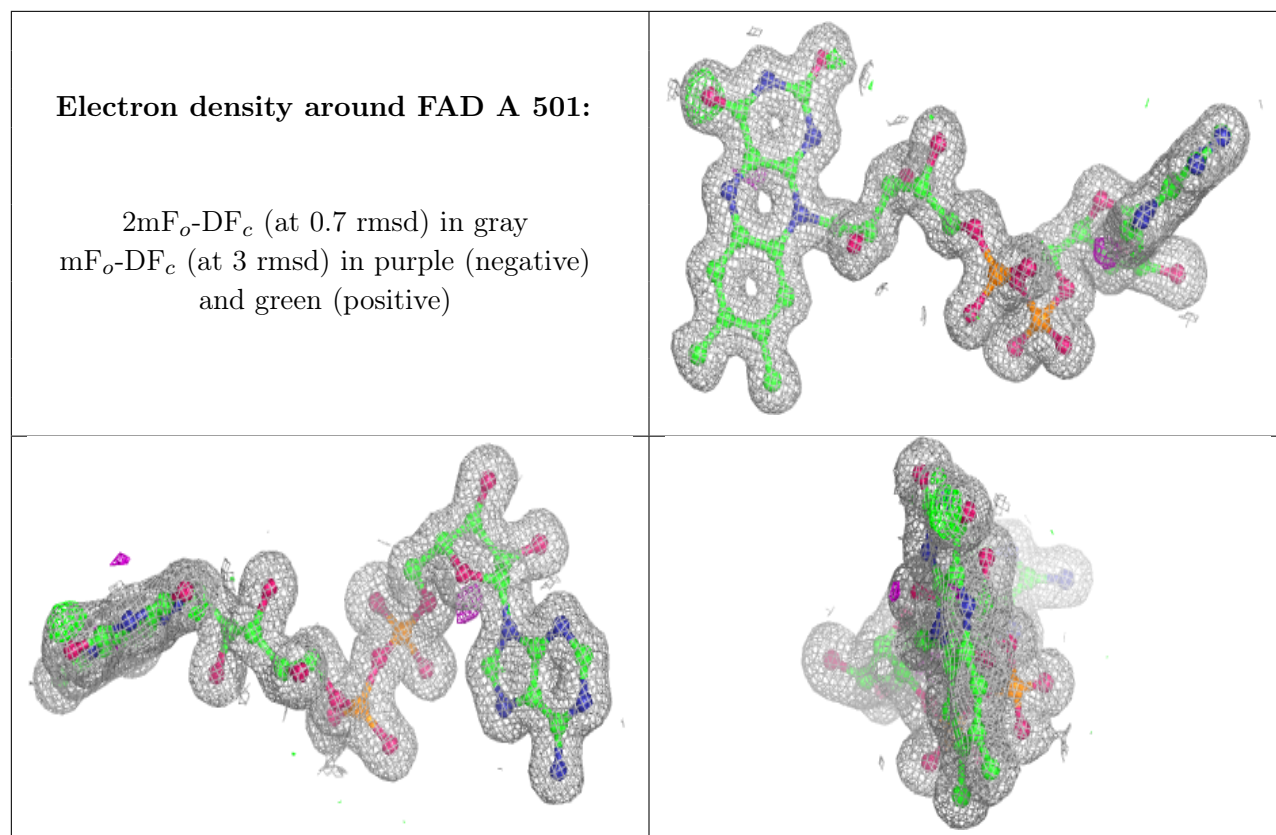 Electron density around FAD A 501:
2mFₒ-DF𝒸 (at 0.7 rmsd) in gray
mFₒ-DF𝒸 (at 3 rmsd) in purple (negative)
and green (positive)